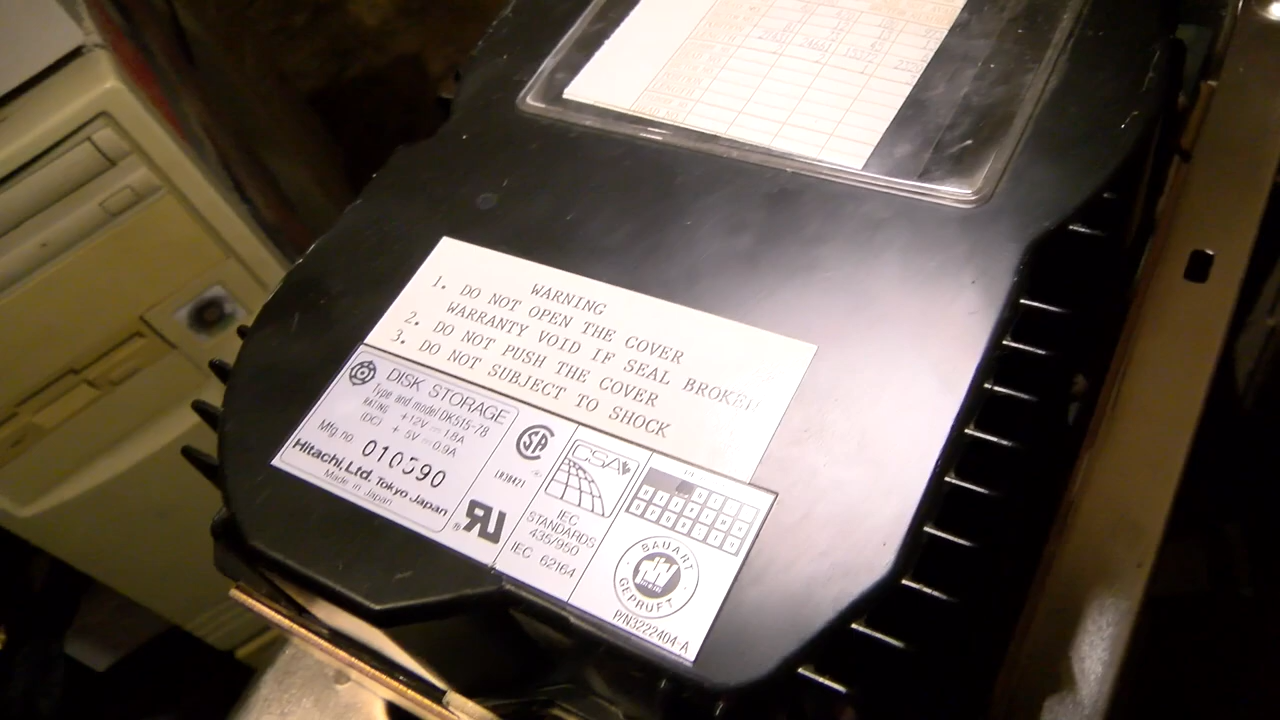 WARNING
1. DO NOT OPEN THE COVER
WARRANTY VOID IF SEAL BROKEN
2. DO NOT PUSH THE COVER
3. DO NOT SUBJECT TO SHOCK
DISK STORAGE
Type and model DK515-78
RATING +12V 1.8A
(DC) + 5V 0.9A
Mfg no. 010590
Hitachi, Ltd. Tokyo Japan
Made in Japan
LR38421
CSA
IEC
STANDARDS
435/950
IEC 62164
BAUART
GEPRUFT
P/N3222404-A